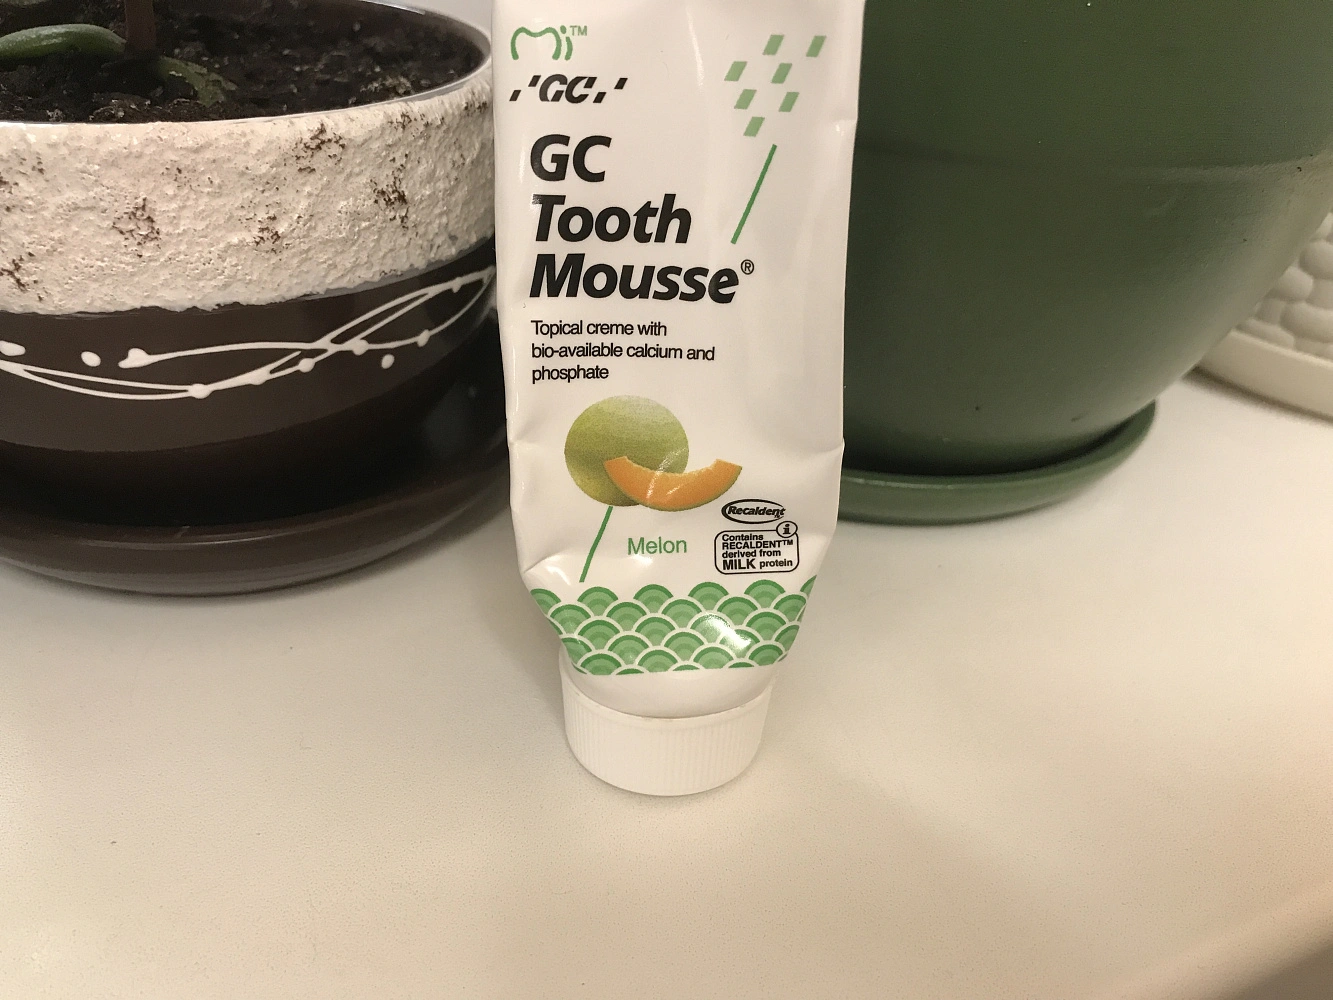 Mi™
GC
GC
Tooth
Mousse®
Topical creme with
bio-available calcium and
phosphate
Melon
Recaldent
i
Contains
RECALDENT™
derived from
MILK protein